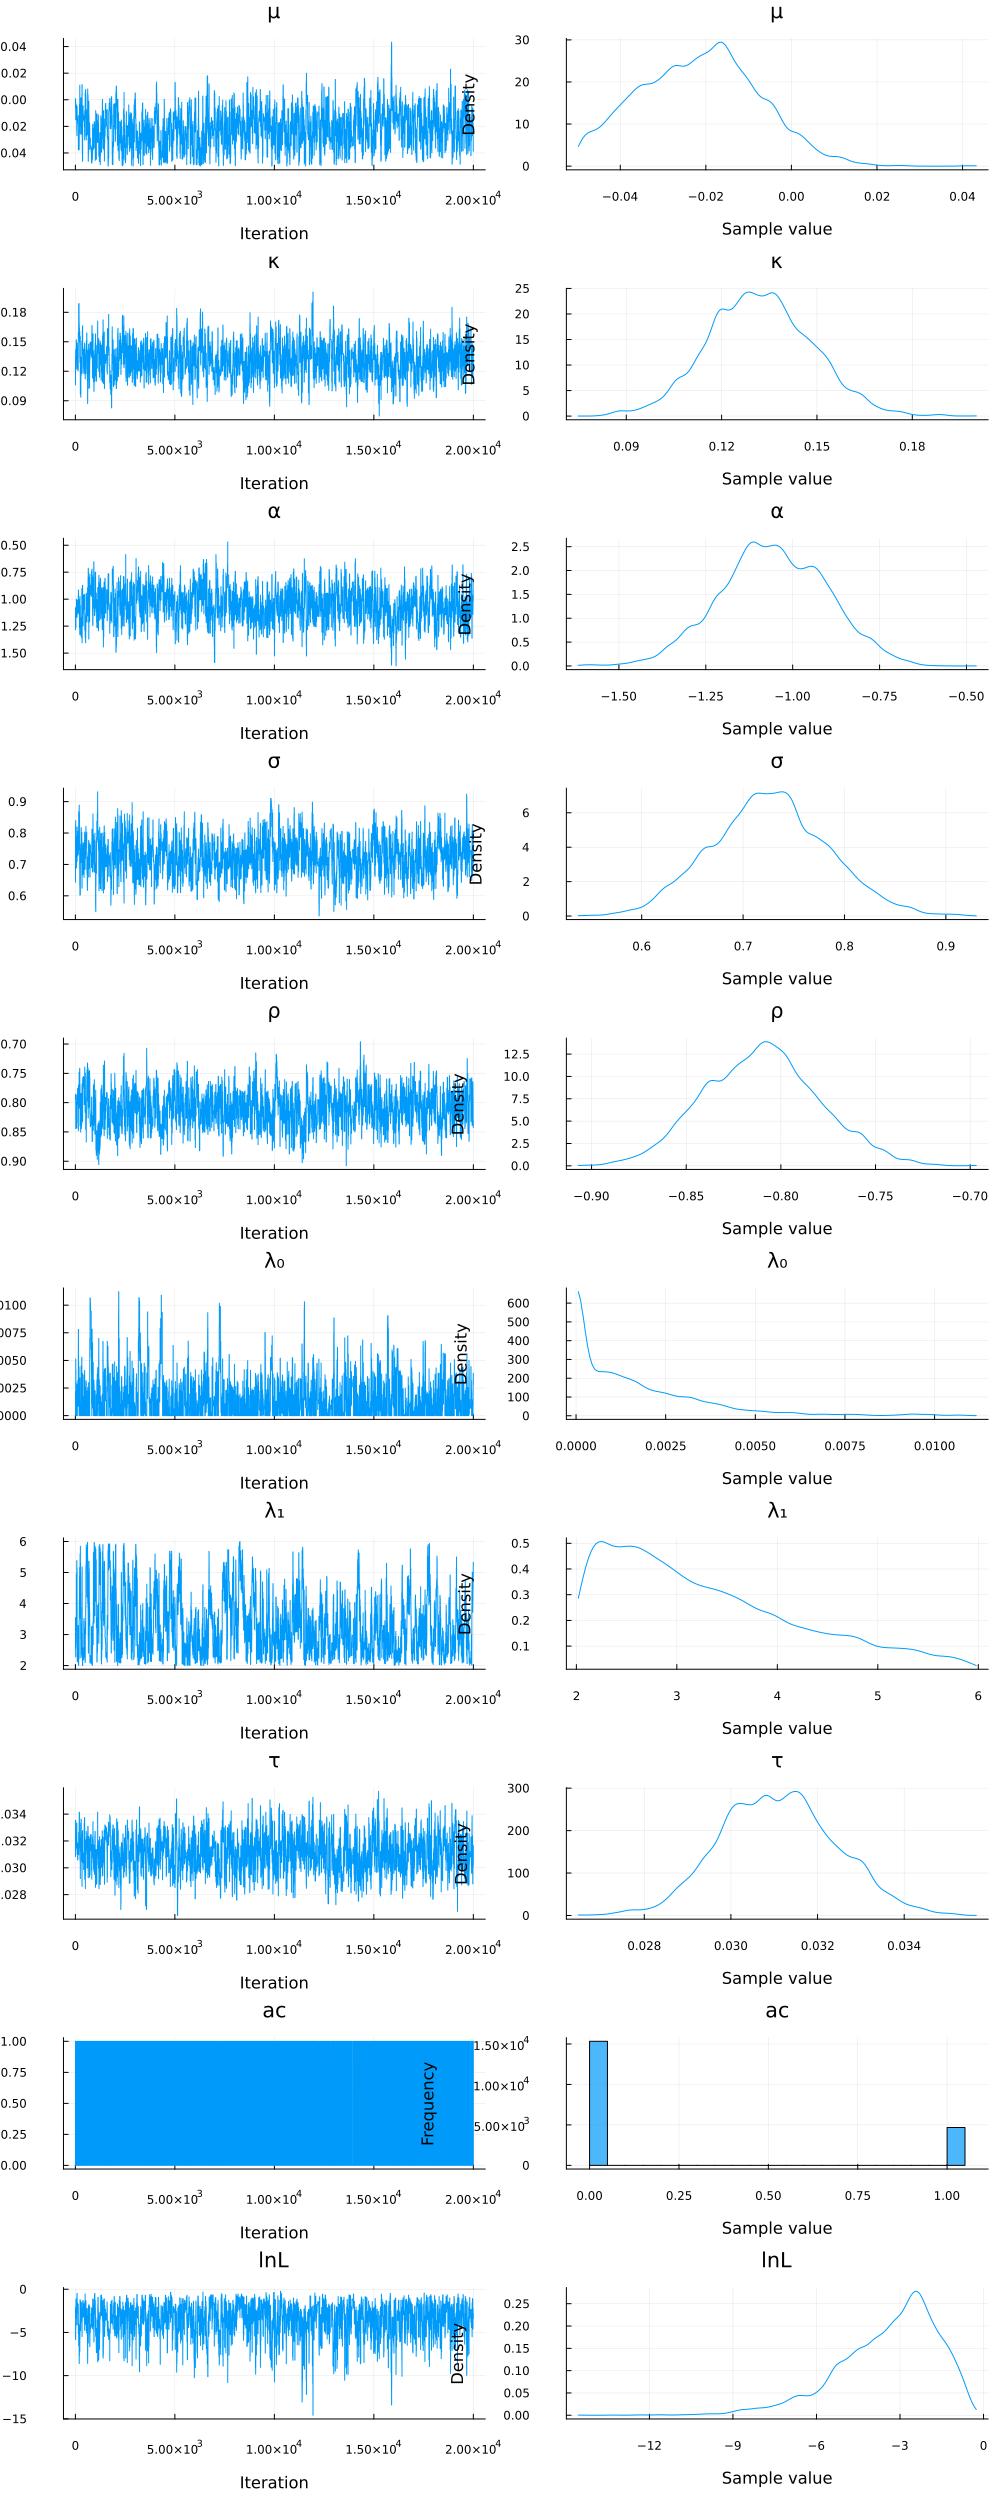 μ μ
0.04
0.02
0.00
0.02
0.04
0 5.00×10³ 1.00×10⁴ 1.50×10⁴ 2.00×10⁴
Iteration
Density
30
20
10
0
−0.04 −0.02 0.00 0.02 0.04
Sample value
κ κ
0.18
0.15
0.12
0.09
0 5.00×10³ 1.00×10⁴ 1.50×10⁴ 2.00×10⁴
Iteration
Density
25
20
15
10
5
0
0.09 0.12 0.15 0.18
Sample value
α α
0.50
0.75
1.00
1.25
1.50
0 5.00×10³ 1.00×10⁴ 1.50×10⁴ 2.00×10⁴
Iteration
Density
2.5
2.0
1.5
1.0
0.5
0.0
−1.50 −1.25 −1.00 −0.75 −0.50
Sample value
σ σ
0.9
0.8
0.7
0.6
0 5.00×10³ 1.00×10⁴ 1.50×10⁴ 2.00×10⁴
Iteration
Density
6
4
2
0
0.6 0.7 0.8 0.9
Sample value
ρ ρ
0.70
0.75
0.80
0.85
0.90
0 5.00×10³ 1.00×10⁴ 1.50×10⁴ 2.00×10⁴
Iteration
Density
12.5
10.0
7.5
5.0
2.5
0.0
−0.90 −0.85 −0.80 −0.75 −0.70
Sample value
λ₀ λ₀
0100
0075
0050
0025
0000
0 5.00×10³ 1.00×10⁴ 1.50×10⁴ 2.00×10⁴
Iteration
Density
600
500
400
300
200
100
0
0.0000 0.0025 0.0050 0.0075 0.0100
Sample value
λ₁ λ₁
6
5
4
3
2
0 5.00×10³ 1.00×10⁴ 1.50×10⁴ 2.00×10⁴
Iteration
Density
0.5
0.4
0.3
0.2
0.1
2 3 4 5 6
Sample value
τ τ
.034
.032
.030
.028
0 5.00×10³ 1.00×10⁴ 1.50×10⁴ 2.00×10⁴
Iteration
Density
300
200
100
0
0.028 0.030 0.032 0.034
Sample value
ac ac
1.00
0.75
0.50
0.25
0.00
0 5.00×10³ 1.00×10⁴ 1.50×10⁴ 2.00×10⁴
Iteration
Frequency
1.50×10⁴
1.00×10⁴
5.00×10³
0
0.00 0.25 0.50 0.75 1.00
Sample value
lnL lnL
0
−5
−10
−15
0 5.00×10³ 1.00×10⁴ 1.50×10⁴ 2.00×10⁴
Iteration
Density
0.25
0.20
0.15
0.10
0.05
0.00
−12 −9 −6 −3 0
Sample value